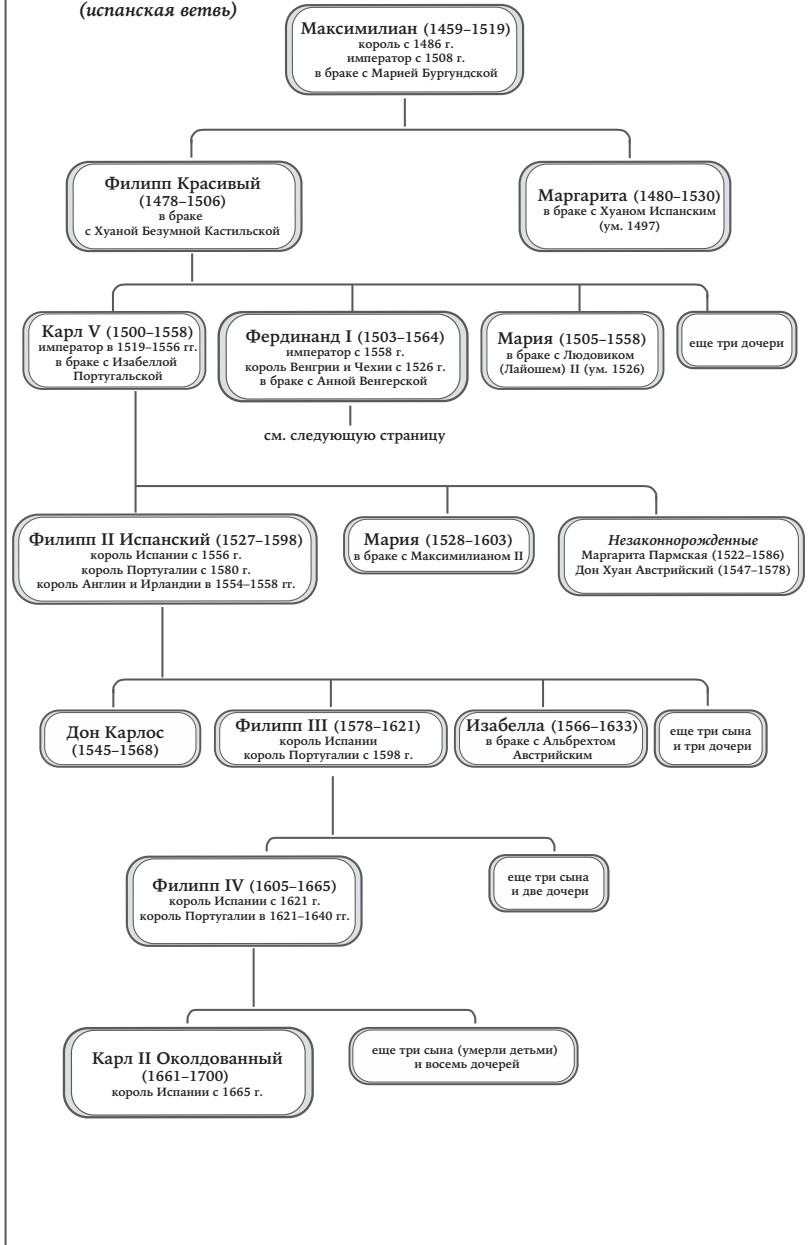 (испанская ветвь)
Максимилиан (1459–1519)
король с 1486 г.
император с 1508 г.
в браке с Марией Бургундской
Филипп Красивый
(1478–1506)
в браке
с Хуаной Безумной Кастильской
Маргарита (1480–1530)
в браке с Хуаном Испанским
(ум. 1497)
Карл V (1500–1558)
император в 1519–1556 гг.
в браке с Изабеллой
Португальской
Фердинанд I (1503–1564)
император с 1558 г.
король Венгрии и Чехии с 1526 г.
в браке с Анной Венгерской
Мария (1505–1558)
в браке с Людовиком
(Лайошем) II (ум. 1526)
еще три дочери
см. следующую страницу
Филипп II Испанский (1527–1598)
король Испании с 1556 г.
король Португалии с 1580 г.
король Англии и Ирландии в 1554–1558 гг.
Мария (1528–1603)
в браке с Максимилианом II
Незаконнорожденные
Маргарита Пармская (1522–1586)
Дон Хуан Австрийский (1547–1578)
Дон Карлос
(1545–1568)
Филипп III (1578–1621)
король Испании
король Португалии с 1598 г.
Изабелла (1566–1633)
в браке с Альбрехтом
Австрийским
еще три сына
и три дочери
Филипп IV (1605–1665)
король Испании с 1621 г.
король Португалии в 1621–1640 гг.
еще три сына
и две дочери
Карл II Околдованный
(1661–1700)
король Испании с 1665 г.
еще три сына (умерли детьми)
и восемь дочерей